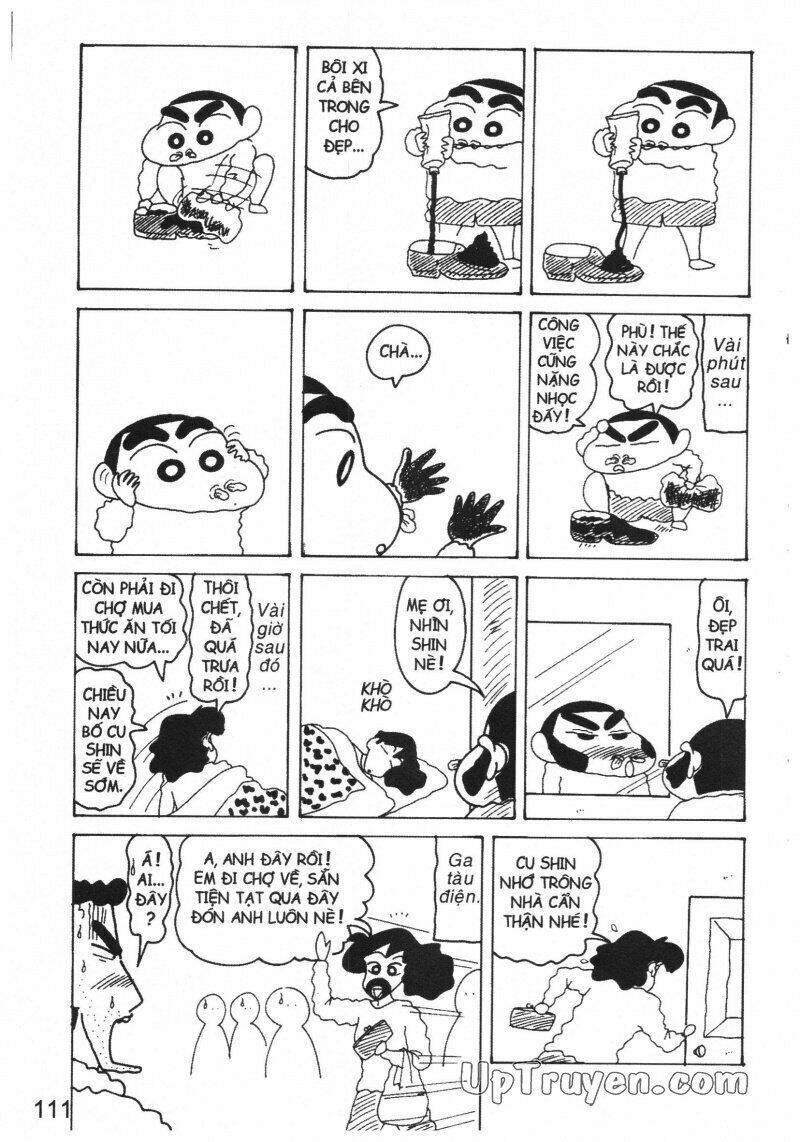 BÔI XI
CẢ BÊN
TRONG
CHO
ĐẸP...
Vài
phút
sau
...
PHÙ! THẾ
NÀY CHẮC
LÀ ĐƯỢC
RỒI!
CÔNG
VIỆC
CŨNG
NẶNG
NHỌC
ĐẤY!
CHÀ...
ÔI,
ĐẸP
TRAI
QUÁ!
MẸ ƠI,
NHÌN
SHIN
NÈ!
KHÒ
KHÒ
Vài
giờ
sau
đó
...
THÔI
CHẾT,
ĐÃ
QUÁ
TRƯA
RỒI!
CÒN PHẢI ĐI
CHỢ MUA
THỨC ĂN TỐI
NAY NỮA...
CHIỀU
NAY
BỐ CU
SHIN
SẼ VỀ
SỚM.
CU SHIN
NHỚ TRÔNG
NHÀ CẨN
THẬN NHÉ!
Ga
tàu
điện.
A, ANH ĐÂY RỒI!
EM ĐI CHỢ VỀ, SẴN
TIỆN TẠT QUA ĐÂY
ĐÓN ANH LUÔN NÈ!
Á!
AI...
ĐÂY
?
UpTruyen.com
111